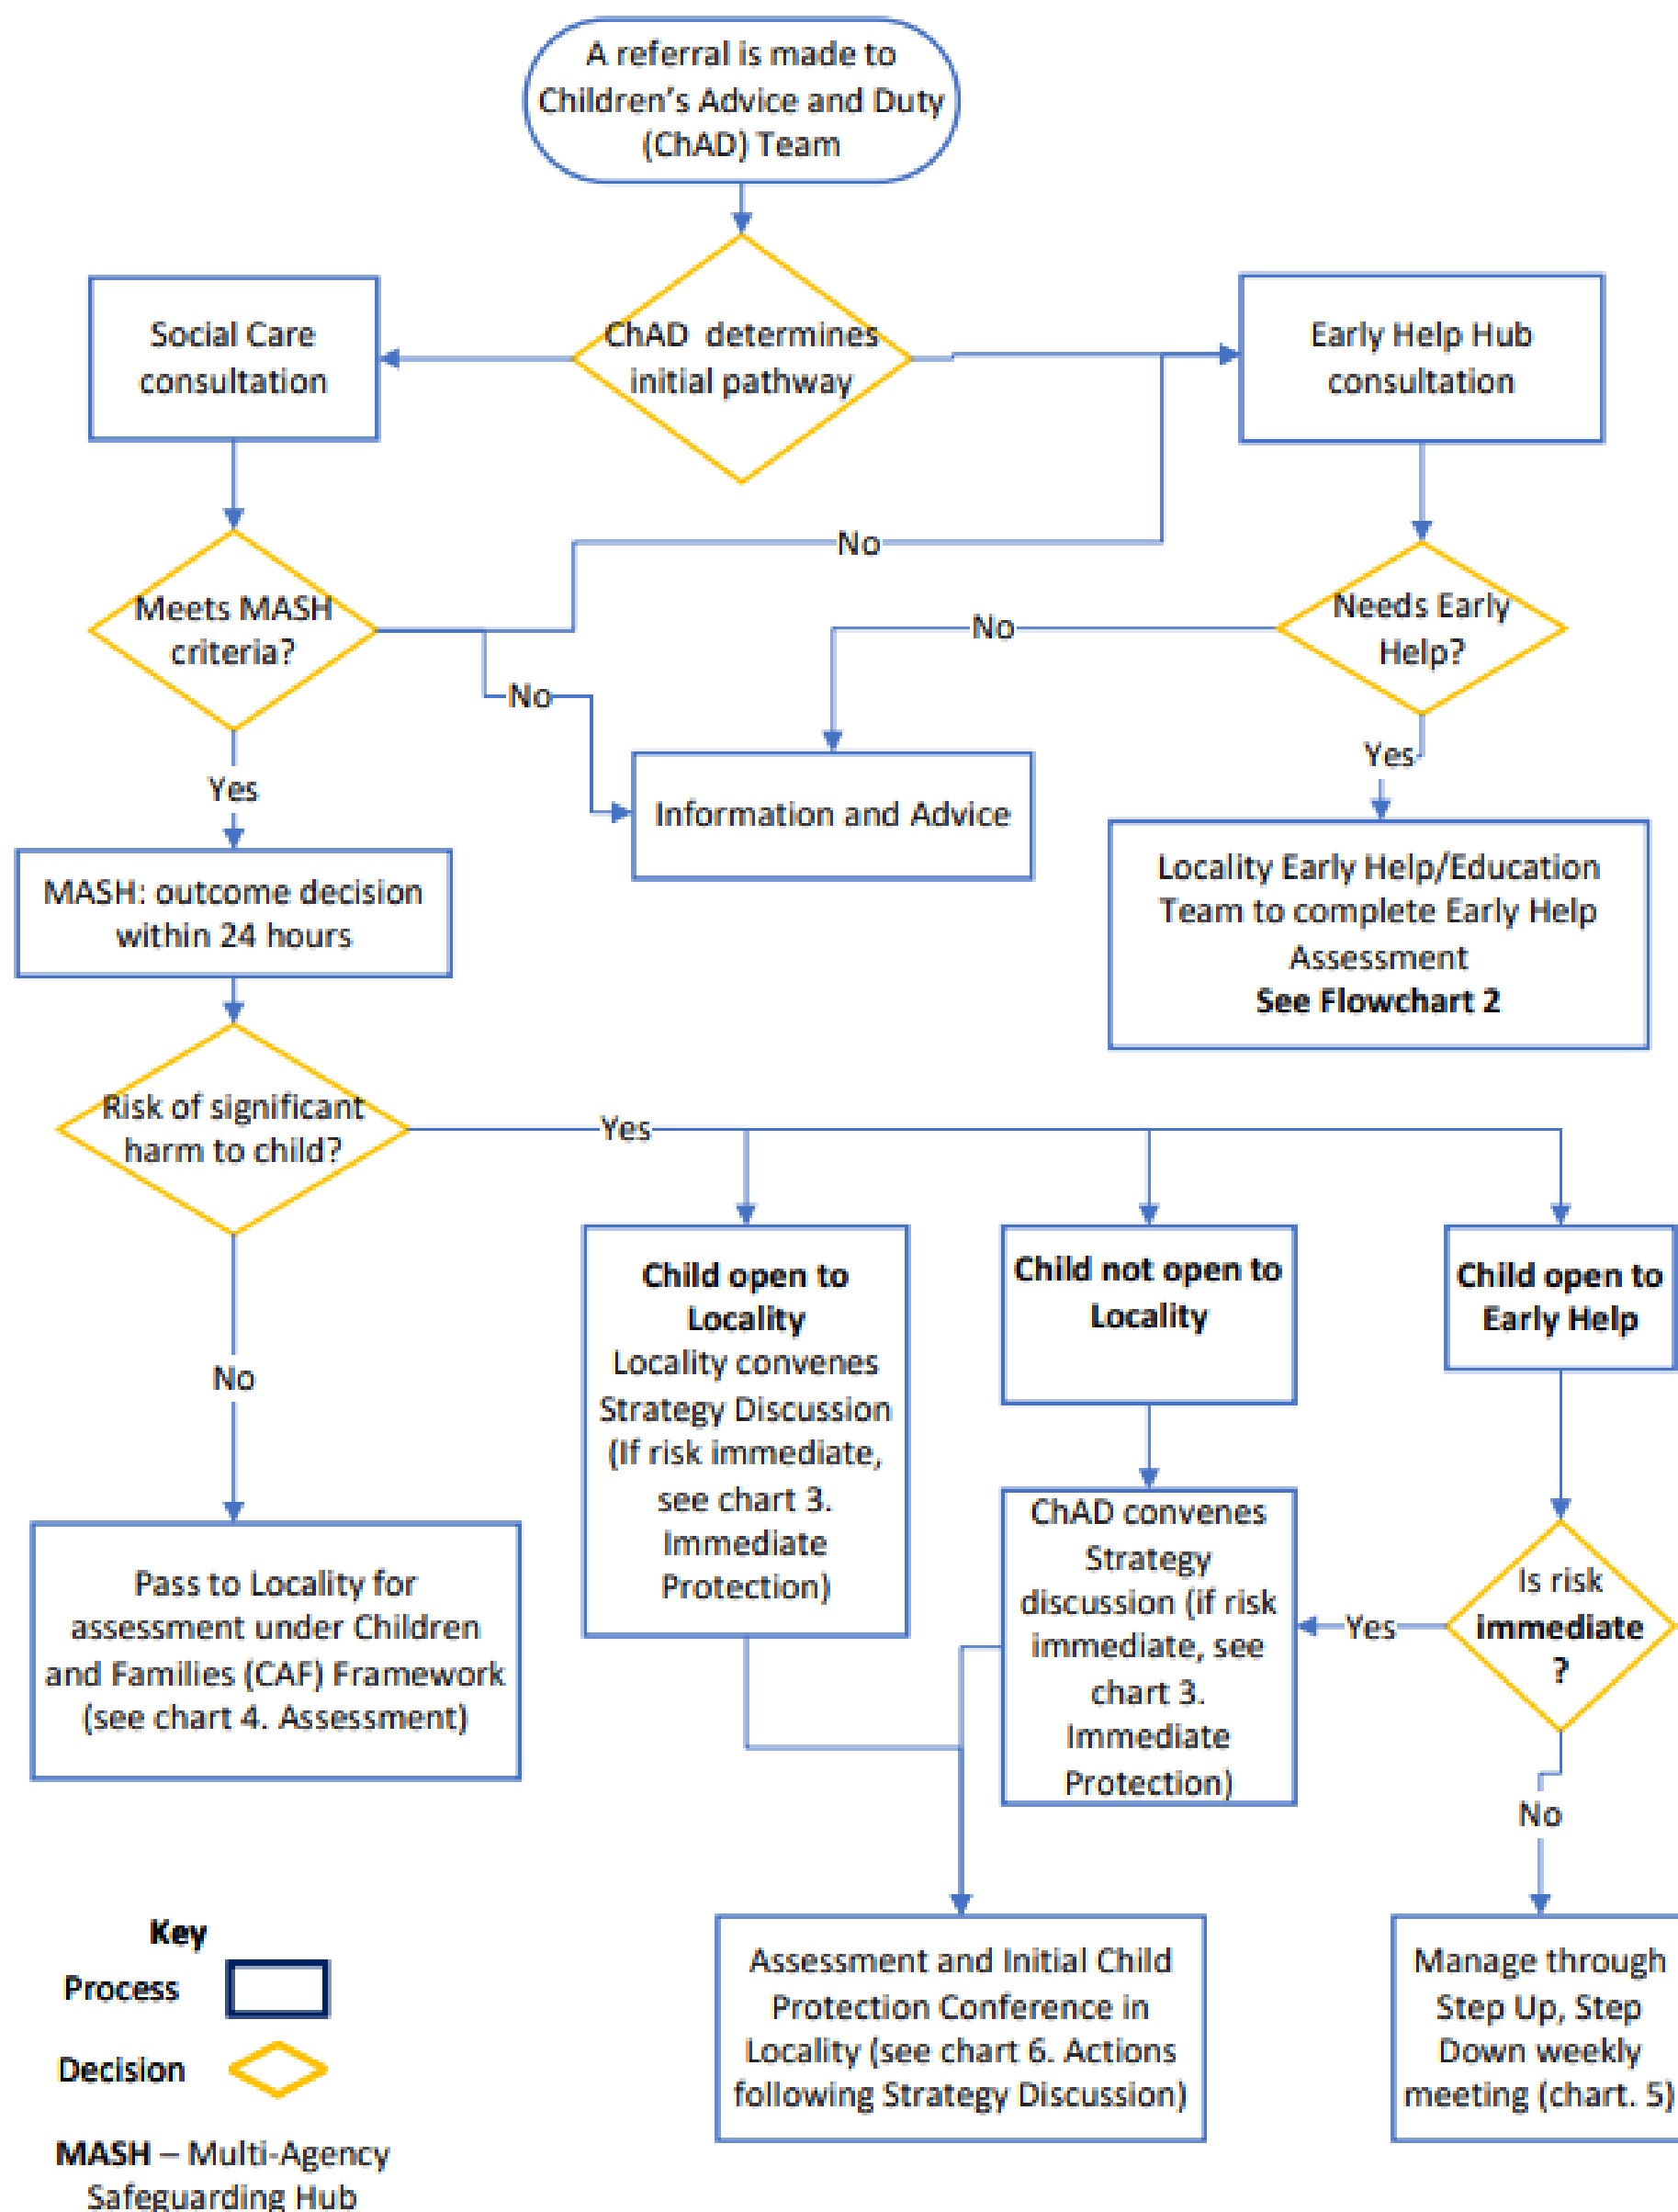 A referral is made to
Children's Advice and Duty
(ChAD) Team
Social Care
consultation
ChAD determines
initial pathway
Early Help Hub
consultation
No
Meets MASH
criteria?
No
Needs Early
Help?
No
Yes
Yes
Information and Advice
MASH: outcome decision
within 24 hours
Locality Early Help/Education
Team to complete Early Help
Assessment
See Flowchart 2
Risk of significant
harm to child?
Yes
Child open to
Locality
Locality convenes
Strategy Discussion
(If risk immediate,
see chart 3.
Immediate
Protection)
Child not open to
Locality
Child open to
Early Help
No
ChAD convenes
Strategy
discussion (if risk
immediate, see
chart 3.
Immediate
Protection)
Yes
Is risk
immediate
?
Pass to Locality for
assessment under Children
and Families (CAF) Framework
(see chart 4. Assessment)
No
Assessment and Initial Child
Protection Conference in
Locality (see chart 6. Actions
following Strategy Discussion)
Manage through
Step Up, Step
Down weekly
meeting (chart. 5)
Key
Process
Decision
MASH – Multi-Agency
Safeguarding Hub